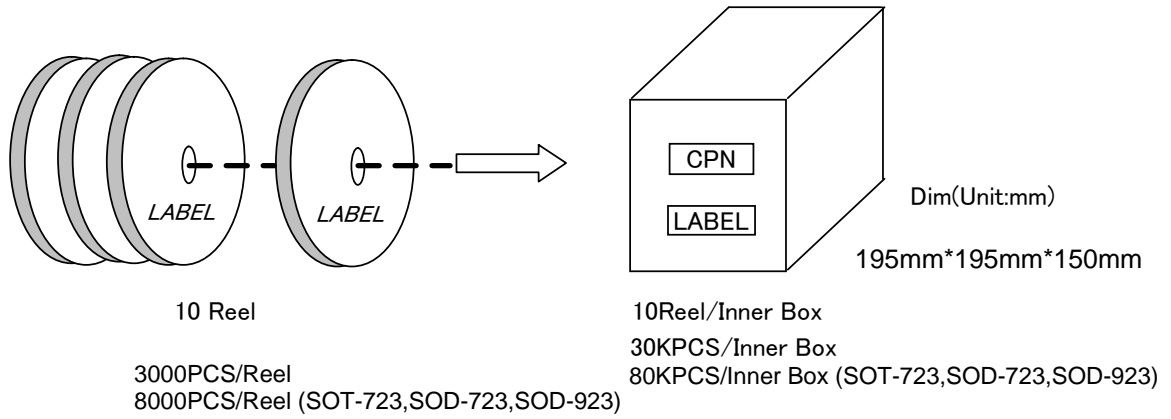 LABEL
LABEL
10 Reel
3000PCS/Reel
8000PCS/Reel (SOT-723,SOD-723,SOD-923)
CPN
LABEL
Dim(Unit:mm)
195mm*195mm*150mm
10Reel/Inner Box
30KPCS/Inner Box
80KPCS/Inner Box (SOT-723,SOD-723,SOD-923)